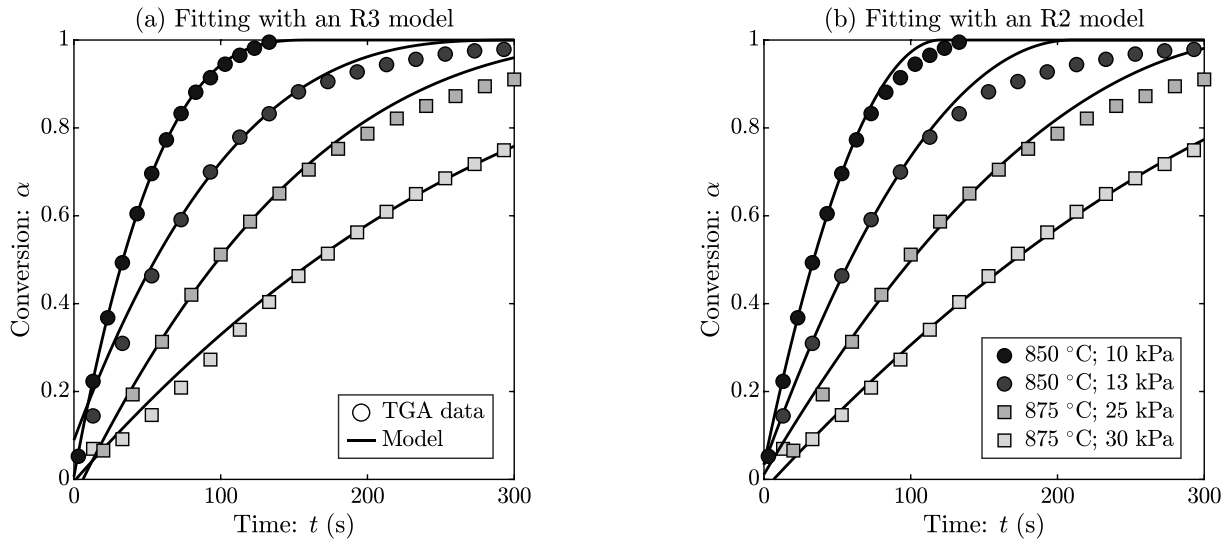 (a) Fitting with an R3 model
1
0.8
0.6
0.4
0.2
0
0 100 200 300
Conversion: α
Time: t (s)
TGA data
Model
(b) Fitting with an R2 model
1
0.8
0.6
0.4
0.2
0
0 100 200 300
Conversion: α
Time: t (s)
850 °C; 10 kPa
850 °C; 13 kPa
875 °C; 25 kPa
875 °C; 30 kPa